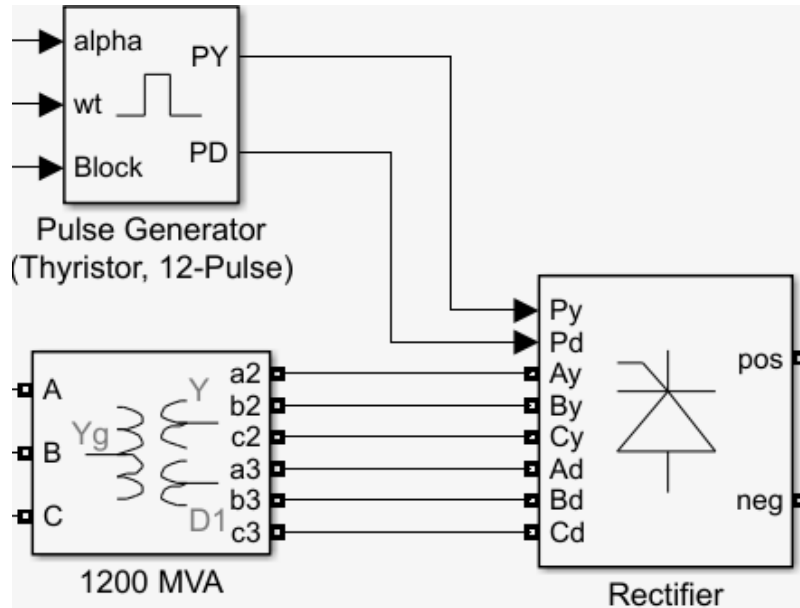 alpha
PY
wt
PD
Block
Pulse Generator
(Thyristor, 12-Pulse)
Py
Pd
Ay
By
Cy
Ad
Bd
Cd
pos
neg
Rectifier
A
B
C
Yg
Y
D1
a2
b2
c2
a3
b3
c3
1200 MVA